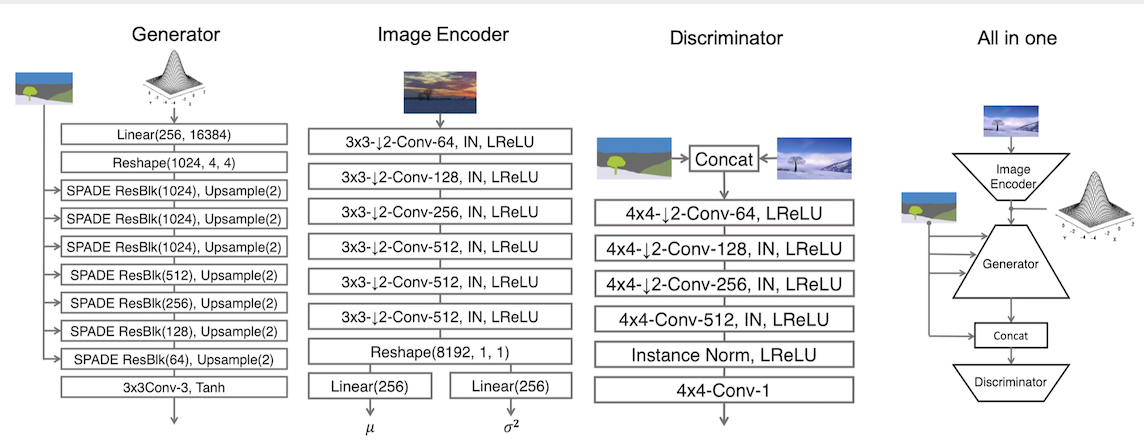 Generator
Linear(256, 16384)
Reshape(1024, 4, 4)
SPADE ResBlk(1024), Upsample(2)
SPADE ResBlk(1024), Upsample(2)
SPADE ResBlk(1024), Upsample(2)
SPADE ResBlk(512), Upsample(2)
SPADE ResBlk(256), Upsample(2)
SPADE ResBlk(128), Upsample(2)
SPADE ResBlk(64), Upsample(2)
3x3Conv-3, Tanh
Image Encoder
3x3-↓2-Conv-64, IN, LReLU
3x3-↓2-Conv-128, IN, LReLU
3x3-↓2-Conv-256, IN, LReLU
3x3-↓2-Conv-512, IN, LReLU
3x3-↓2-Conv-512, IN, LReLU
3x3-↓2-Conv-512, IN, LReLU
Reshape(8192, 1, 1)
Linear(256)
Linear(256)
μ
σ²
Discriminator
Concat
4x4-↓2-Conv-64, LReLU
4x4-↓2-Conv-128, IN, LReLU
4x4-↓2-Conv-256, IN, LReLU
4x4-Conv-512, IN, LReLU
Instance Norm, LReLU
4x4-Conv-1
All in one
Image
Encoder
Generator
Concat
Discriminator